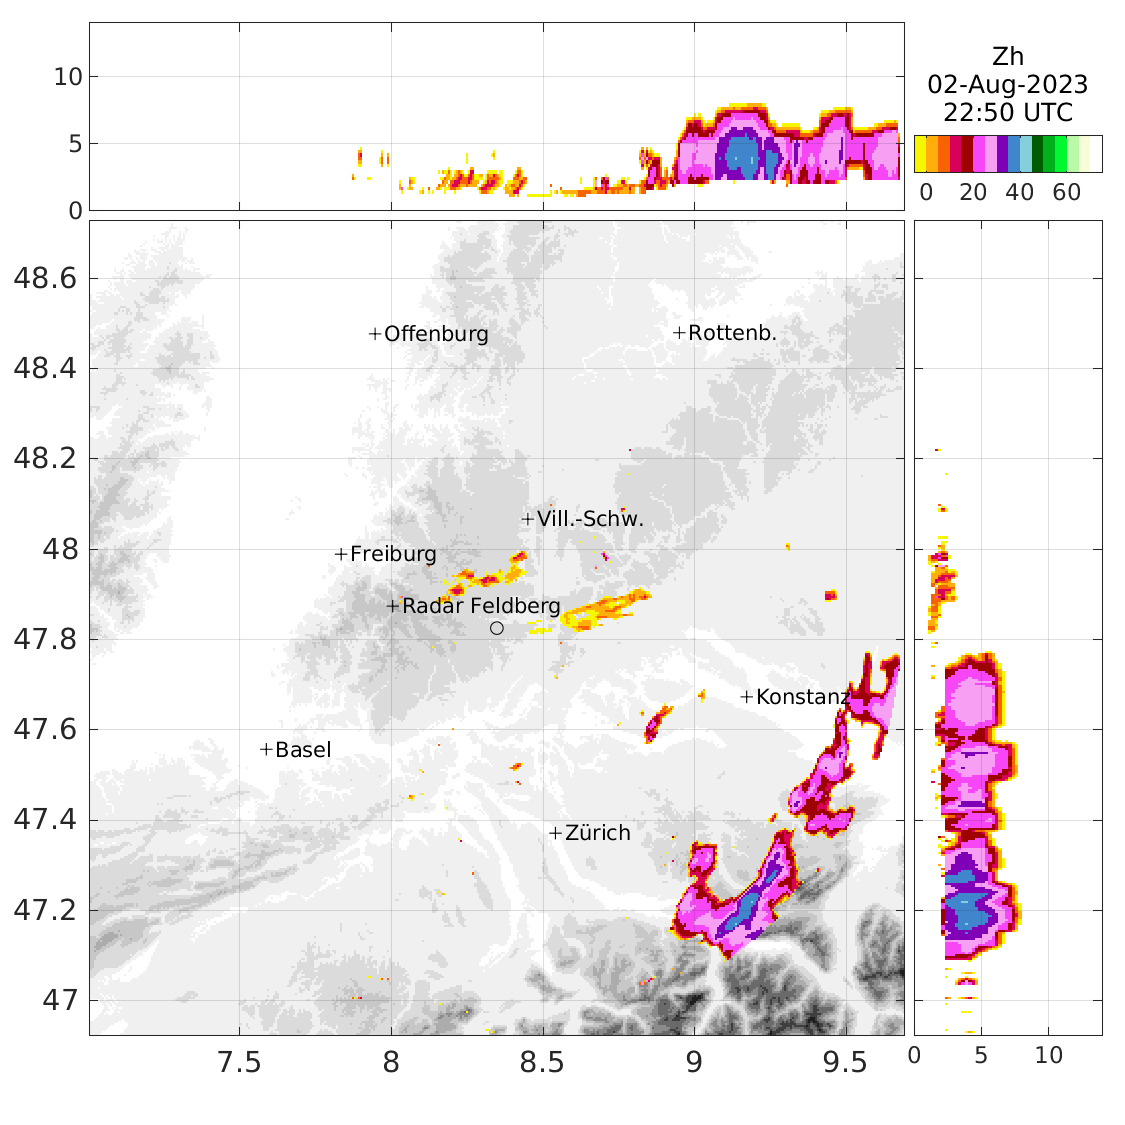 Zh
02-Aug-2023
22:50 UTC
0 20 40 60
10
5
0
48.6
48.4
48.2
48
47.8
47.6
47.4
47.2
47
Offenburg
Rottenb.
Vill.-Schw.
Freiburg
Radar Feldberg
Konstanz
Basel
Zürich
7.5 8 8.5 9 9.5
0 5 10